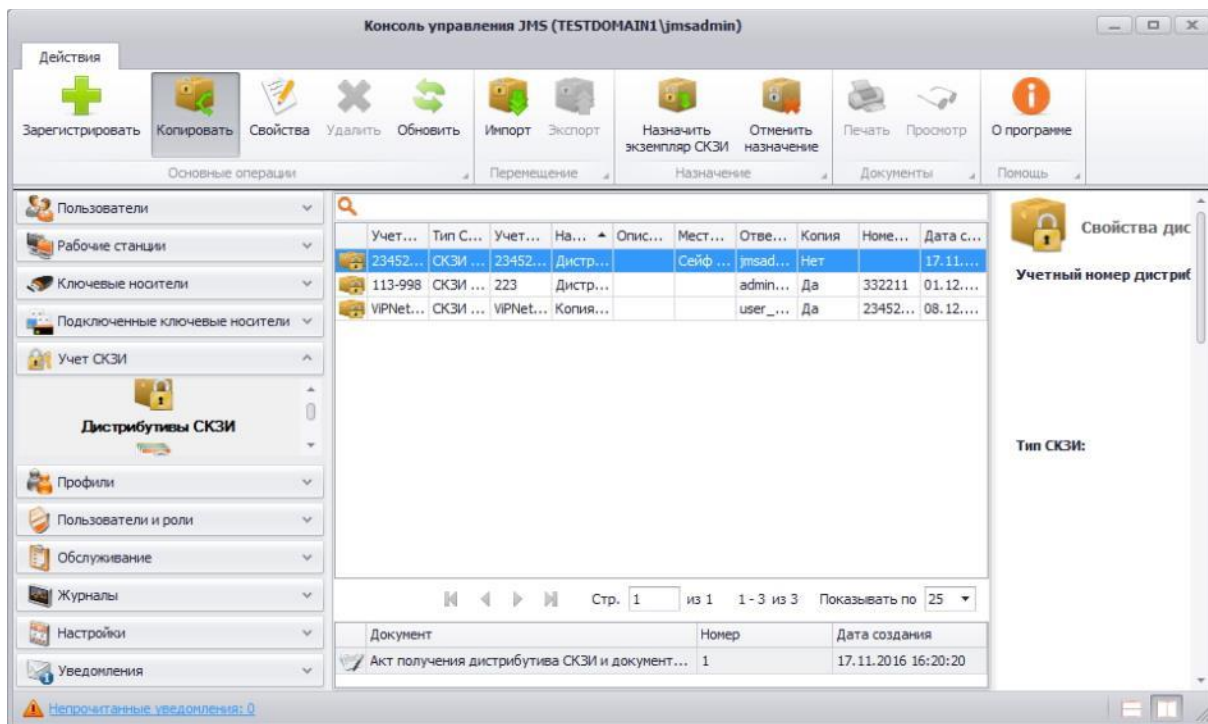 Консоль управления JMS (TESTDOMAIN1\jmsadmin)
Действия
Зарегистрировать Копировать Свойства Удалить Обновить Импорт Экспорт Назначить экземпляр СКЗИ Отменить назначение Печать Просмотр О программе
Основные операции Перемещение Назначение Документы Помощь
Пользователи
Рабочие станции
Ключевые носители
Подключенные ключевые носители
Учет СКЗИ
Дистрибутивы СКЗИ
Профили
Пользователи и роли
Обслуживание
Журналы
Настройки
Уведомления
Учет... Тип С... Учет... На... Опис... Мест... Отве... Копия Номе... Дата с...
23452... СКЗИ ... 23452... Дистр... Сейф ... jmsad... Нет 17.11....
113-998 СКЗИ ... 223 Дистр... admin... Да 332211 01.12....
ViPNet... СКЗИ ... ViPNet... Копия... user_... Да 23452... 08.12....
Стр. 1 из 1 1 - 3 из 3 Показывать по 25
Документ Номер Дата создания
Акт получения дистрибутива СКЗИ и документ... 1 17.11.2016 16:20:20
Свойства дис
Учетный номер дистриб
Тип СКЗИ:
Непрочитанные уведомления: 0